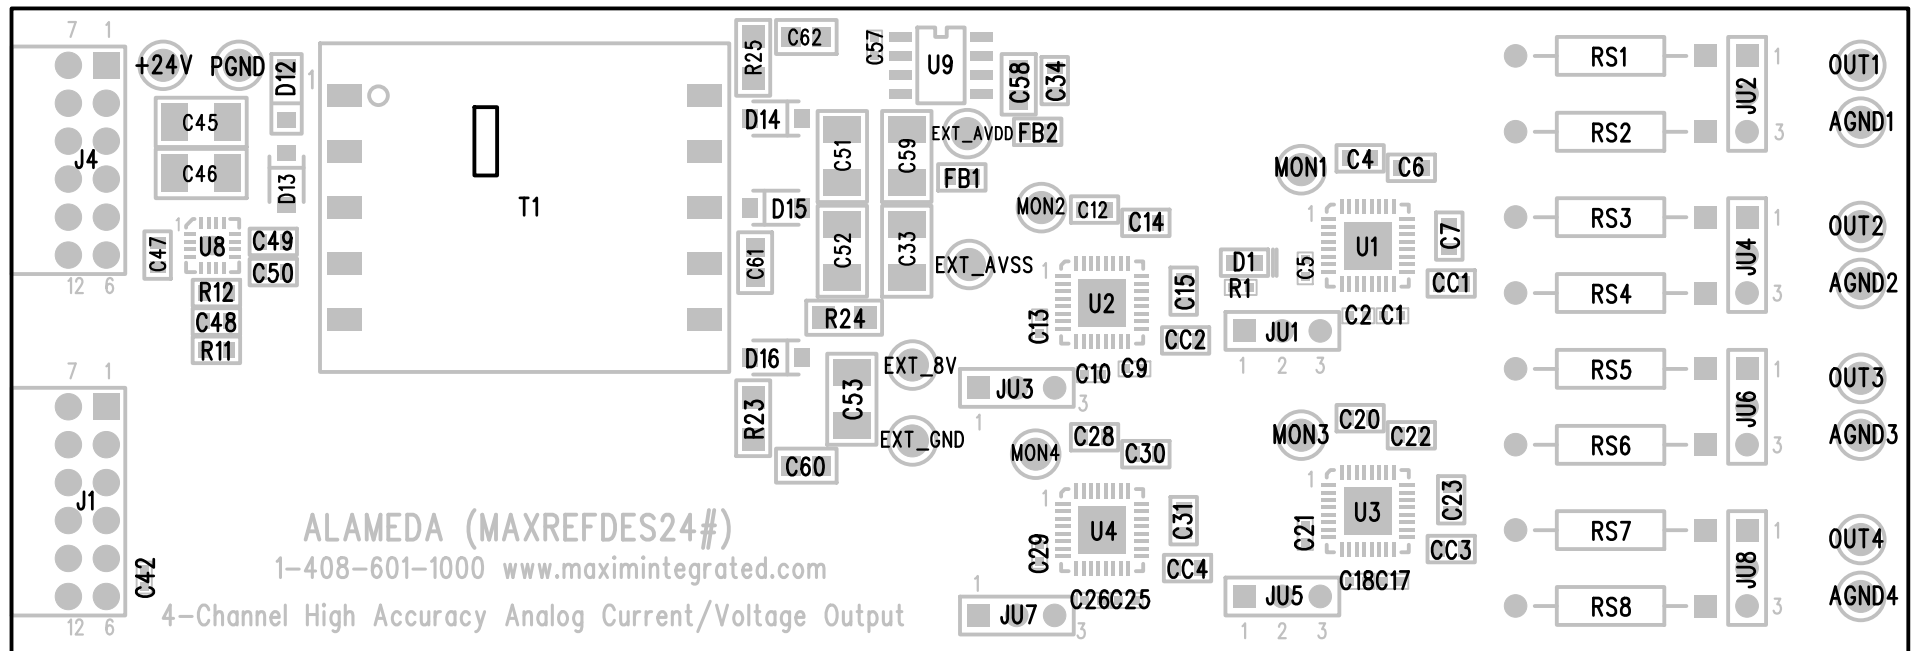 7 1
+24V
PGND
D12
1
R25
C62
C57
U9
C58
C34
RS1
1
JU2
OUT1
C45
J4
D14
C51
C59
EXT_AVDD
FB2
RS2
3
AGND1
C46
D13
T1
FB1
MON1
C4
C6
D15
MON2
C12
C14
1
RS3
1
JU4
OUT2
1
C47
U8
C49
C50
C61
C52
C33
EXT_AVSS
1
U2
C15
D1
R1
C5
U1
C7
CC1
RS4
3
AGND2
12 6
R12
C48
R11
R24
C13
CC2
JU1
C2
C1
1 2 3
D16
EXT_8V
JU3
C10
C9
1
3
RS5
1
JU6
OUT3
7 1
R23
C53
EXT_GND
C60
MON4
C28
C30
MON3
C20
C22
RS6
3
AGND3
J1
1
U4
C31
1
U3
C23
ALAMEDA (MAXREFDES24#)
1-408-601-1000 www.maximintegrated.com
C42
C29
CC4
C21
CC3
RS7
1
JU8
OUT4
4-Channel High Accuracy Analog Current/Voltage Output
12 6
1
JU7
3
C26
C25
JU5
C18
C17
1 2 3
RS8
3
AGND4